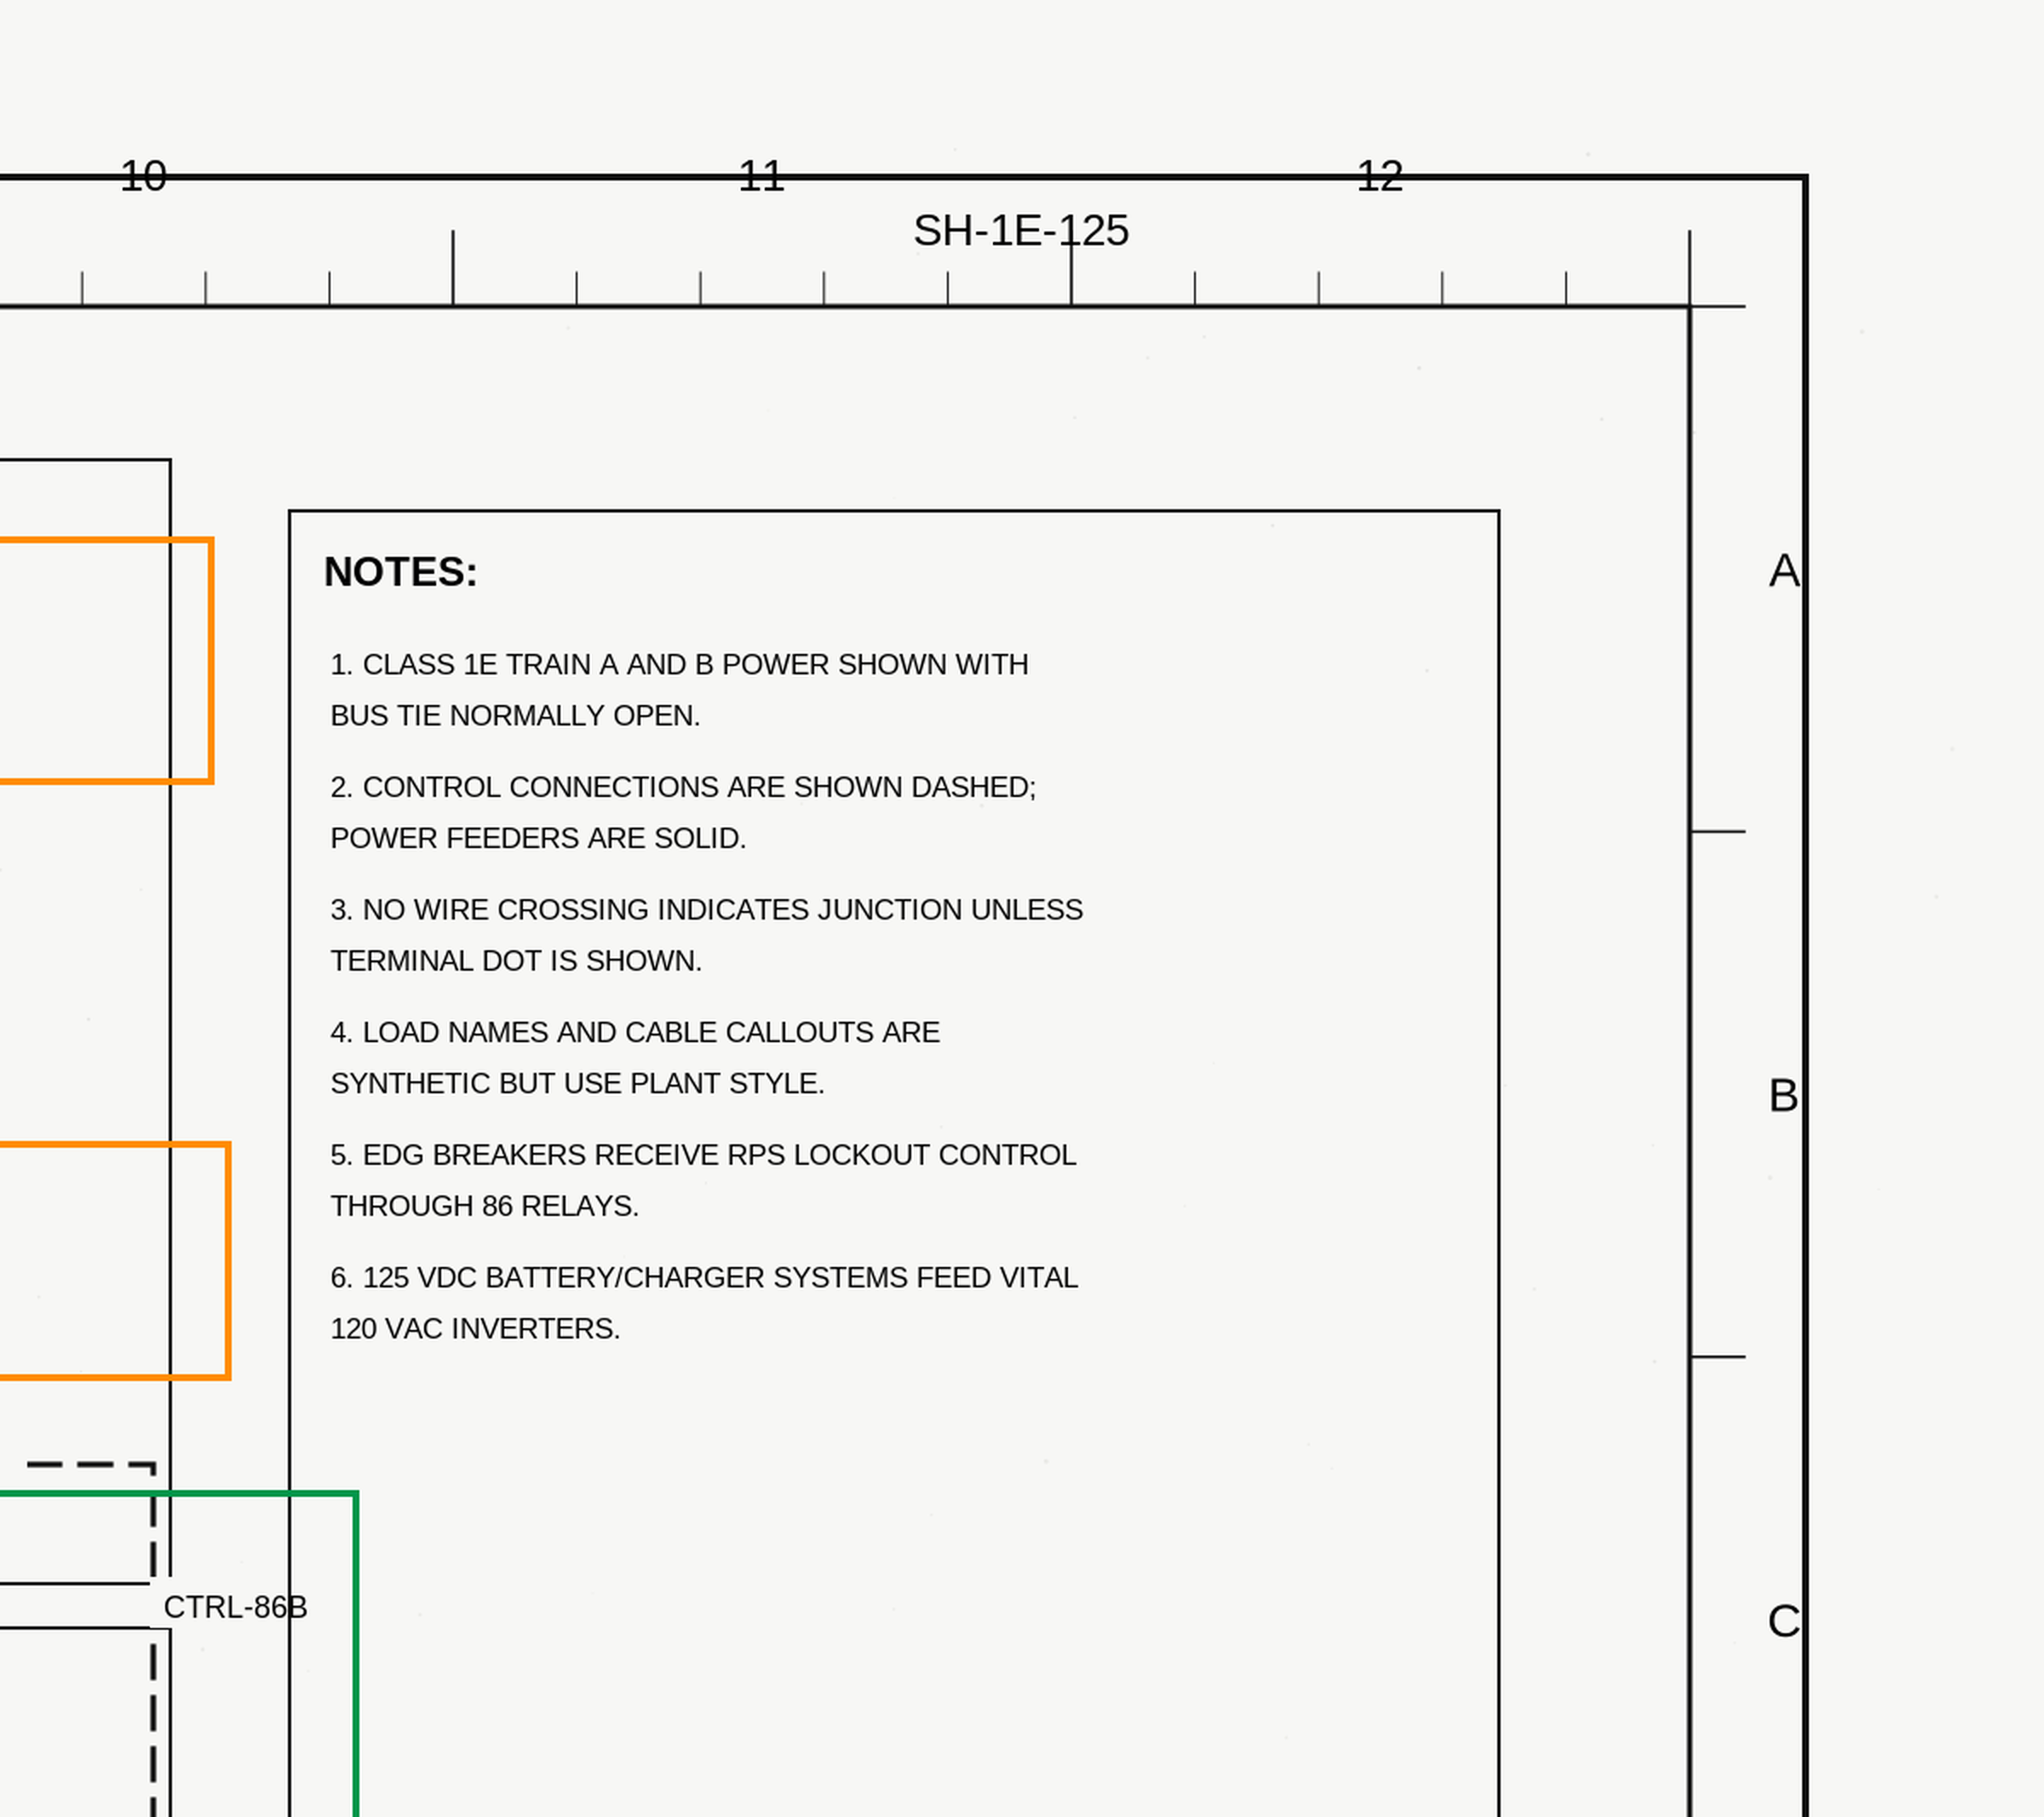 10 11 12
SH-1E-125
NOTES:
A
1. CLASS 1E TRAIN A AND B POWER SHOWN WITH
BUS TIE NORMALLY OPEN.
2. CONTROL CONNECTIONS ARE SHOWN DASHED;
POWER FEEDERS ARE SOLID.
3. NO WIRE CROSSING INDICATES JUNCTION UNLESS
TERMINAL DOT IS SHOWN.
4. LOAD NAMES AND CABLE CALLOUTS ARE
SYNTHETIC BUT USE PLANT STYLE.
B
5. EDG BREAKERS RECEIVE RPS LOCKOUT CONTROL
THROUGH 86 RELAYS.
6. 125 VDC BATTERY/CHARGER SYSTEMS FEED VITAL
120 VAC INVERTERS.
CTRL-86B
C